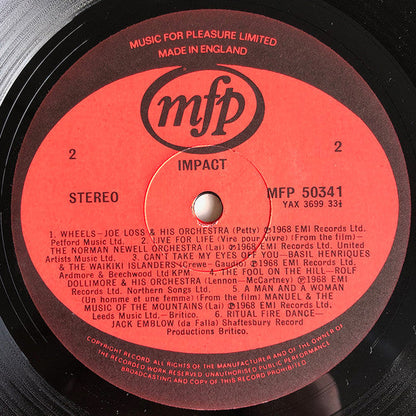 MUSIC FOR PLEASURE LIMITED
MADE IN ENGLAND
mfp
2 2
IMPACT
STEREO MFP 50341
YAX 3699 33⅓
1. WHEELS—JOE LOSS & HIS ORCHESTRA (Petty) ℗1968 EMI Records Ltd.
Petford Music Ltd. 2. LIVE FOR LIFE (Vivre pour vivre) (From the film)—
THE NORMAN NEWELL ORCHESTRA (Lai) ℗1968 EMI Records Ltd. United
Artists Music Ltd. 3. CAN'T TAKE MY EYES OFF YOU—BASIL HENRIQUES
& THE WAIKIKI ISLANDERS (Crewe–Gaudio) ℗1968 EMI Records Ltd.
Ardmore & Beechwood Ltd KPM. 4. THE FOOL ON THE HILL—ROLF
DOLLIMORE & HIS ORCHESTRA (Lennon—McCartney) ℗1968 EMI
Records Ltd. Northern Songs Ltd. 5. A MAN AND A WOMAN
(Un homme et une femme) (From the film) MANUEL & THE
MUSIC OF THE MOUNTAINS (Lai) ℗1968 EMI Records Ltd.
Leeds Music Ltd.—Britico. 6. RITUAL FIRE DANCE—
JACK EMBLOW (da Falla) Shaftesbury Record
Productions Britico.
COPYRIGHT RECORD. ALL RIGHTS OF THE MANUFACTURER AND OF THE OWNER OF
THE RECORDED WORK RESERVED. UNAUTHORISED PUBLIC PERFORMANCE
BROADCASTING AND COPY OF THIS RECORD PROHIBITED.